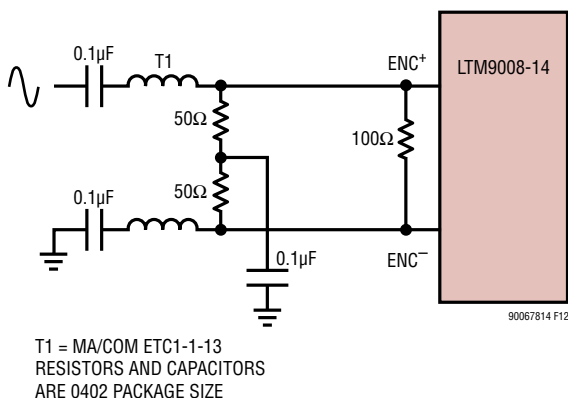 0.1µF
T1
ENC+
LTM9008-14
50Ω
100Ω
50Ω
0.1µF
0.1µF
ENC–
90067814 F12
T1 = MA/COM ETC1-1-13
RESISTORS AND CAPACITORS
ARE 0402 PACKAGE SIZE